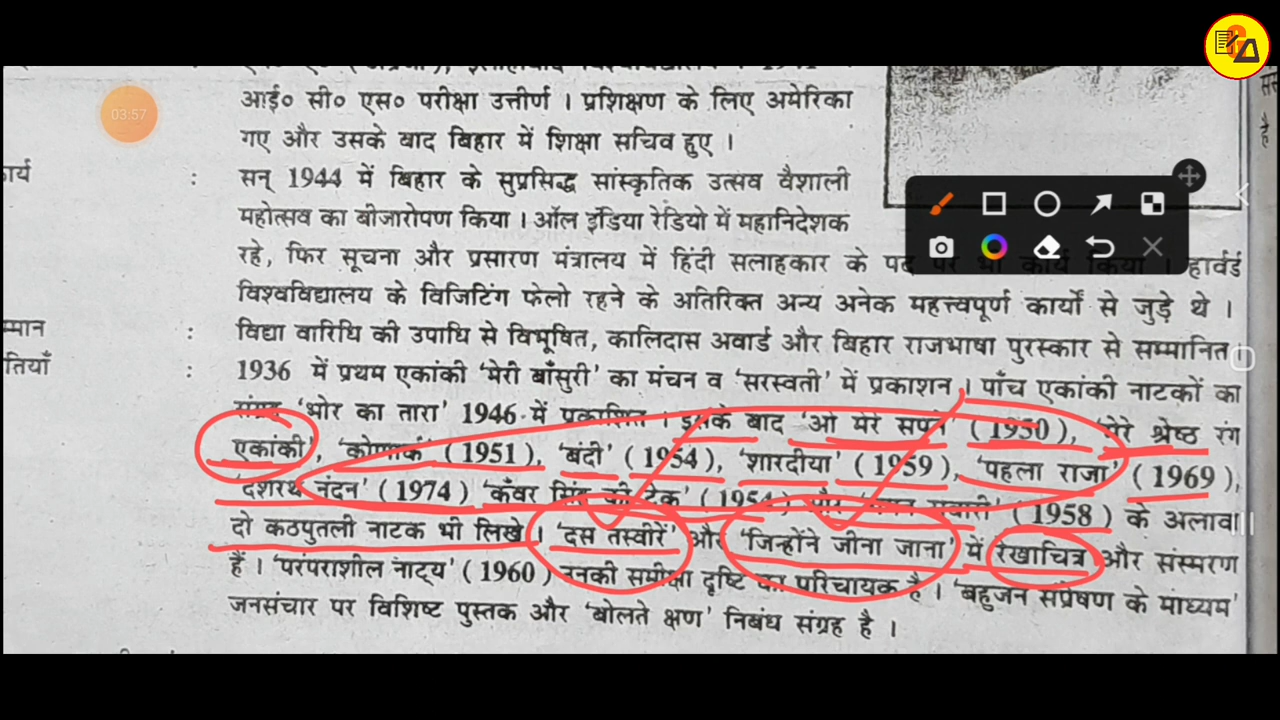 03:57
आई० सी० एस० परीक्षा उत्तीर्ण । प्रशिक्षण के लिए अमेरिका
गए और उसके बाद बिहार में शिक्षा सचिव हुए ।
सन् 1944 में बिहार के सुप्रसिद्ध सांस्कृतिक उत्सव वैशाली
महोत्सव का बीजारोपण किया । ऑल इंडिया रेडियो में महानिदेशक
रहे, फिर सूचना और प्रसारण मंत्रालय में हिंदी सलाहकार के पद पर भी कार्य किया । हार्वर्ड
विश्वविद्यालय के विजिटिंग फेलो रहने के अतिरिक्त अन्य अनेक महत्त्वपूर्ण कार्यों से जुड़े थे ।
: विद्या वारिधि की उपाधि से विभूषित, कालिदास अवार्ड और बिहार राजभाषा पुरस्कार से सम्मानित
: 1936 में प्रथम एकांकी 'मेरी बाँसुरी' का मंचन व 'सरस्वती' में प्रकाशन । पाँच एकांकी नाटकों का
संग्रह 'भोर का तारा' 1946 में प्रकाशित । इसके बाद 'ओ मेरे सपने' (1950), 'मेरे श्रेष्ठ रंग
एकांकी', 'कोणार्क' (1951), 'बंदी' (1954), 'शारदीया' (1959), 'पहला राजा' (1969),
'दशरथ नंदन' (1974) 'कुँवर सिंह की टेक' (1954) और (1958) के अलावा
दो कठपुतली नाटक भी लिखे । 'दस तस्वीरें' और 'जिन्होंने जीना जाना' में रेखाचित्र और संस्मरण
हैं । 'परंपराशील नाट्य' (1960) उनकी समीक्षा दृष्टि का परिचायक है । 'बहुजन संप्रेषण के माध्यम'
जनसंचार पर विशिष्ट पुस्तक और 'बोलते क्षण' निबंध संग्रह है ।